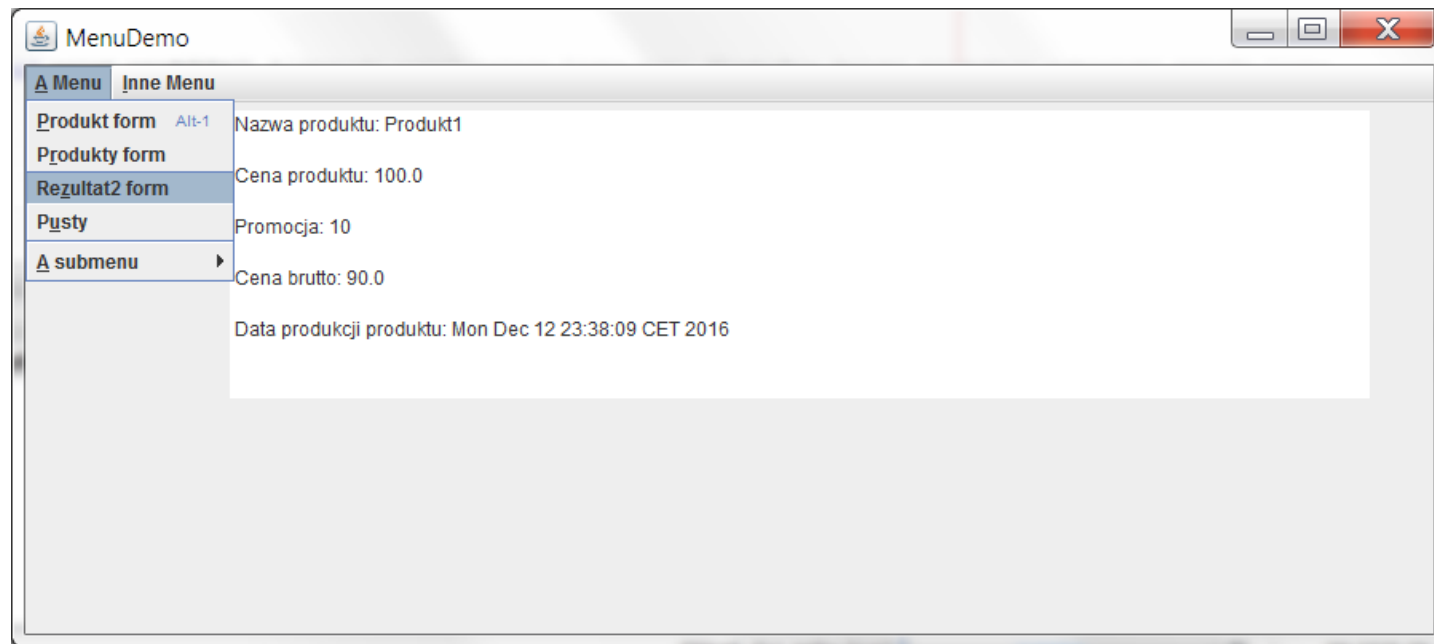 MenuDemo
A Menu Inne Menu
Produkt form Alt-1
Produkty form
Rezultat2 form
Pusty
A submenu
Nazwa produktu: Produkt1
Cena produktu: 100.0
Promocja: 10
Cena brutto: 90.0
Data produkcji produktu: Mon Dec 12 23:38:09 CET 2016